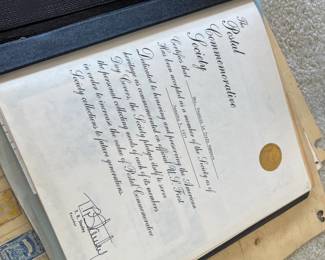 The
Postal
Commemorative
Society
Certifies that
Has been accepted as a member of the Society as of
Dedicated to honoring and preserving the American
heritage as commemorated in official U.S. First
Day Covers, the Society pledges itself to serve
the personal collecting needs of each of its members
in order to increase the value of Postal Commemorative
Society collections to future generations.